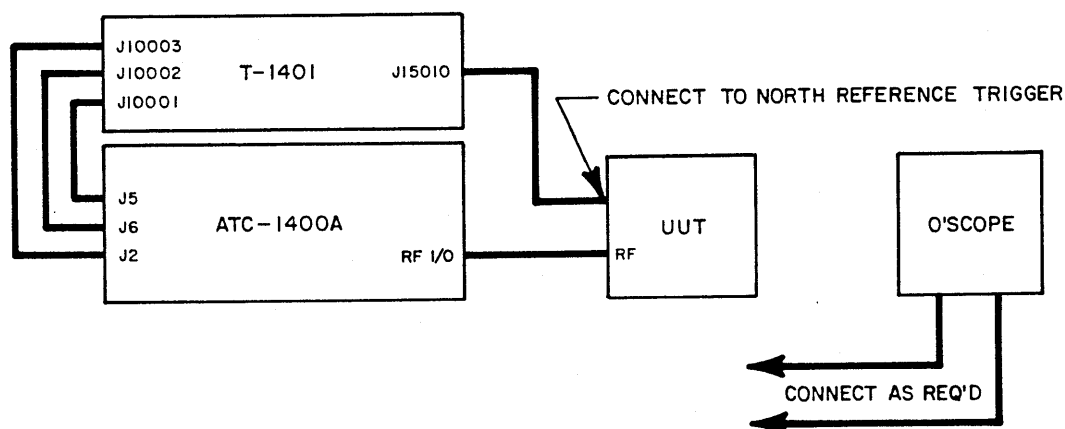 J10003
J10002
J10001
T-1401
J15010
CONNECT TO NORTH REFERENCE TRIGGER
J5
J6
J2
ATC-1400A
RF I/O
UUT
RF
O'SCOPE
CONNECT AS REQ'D